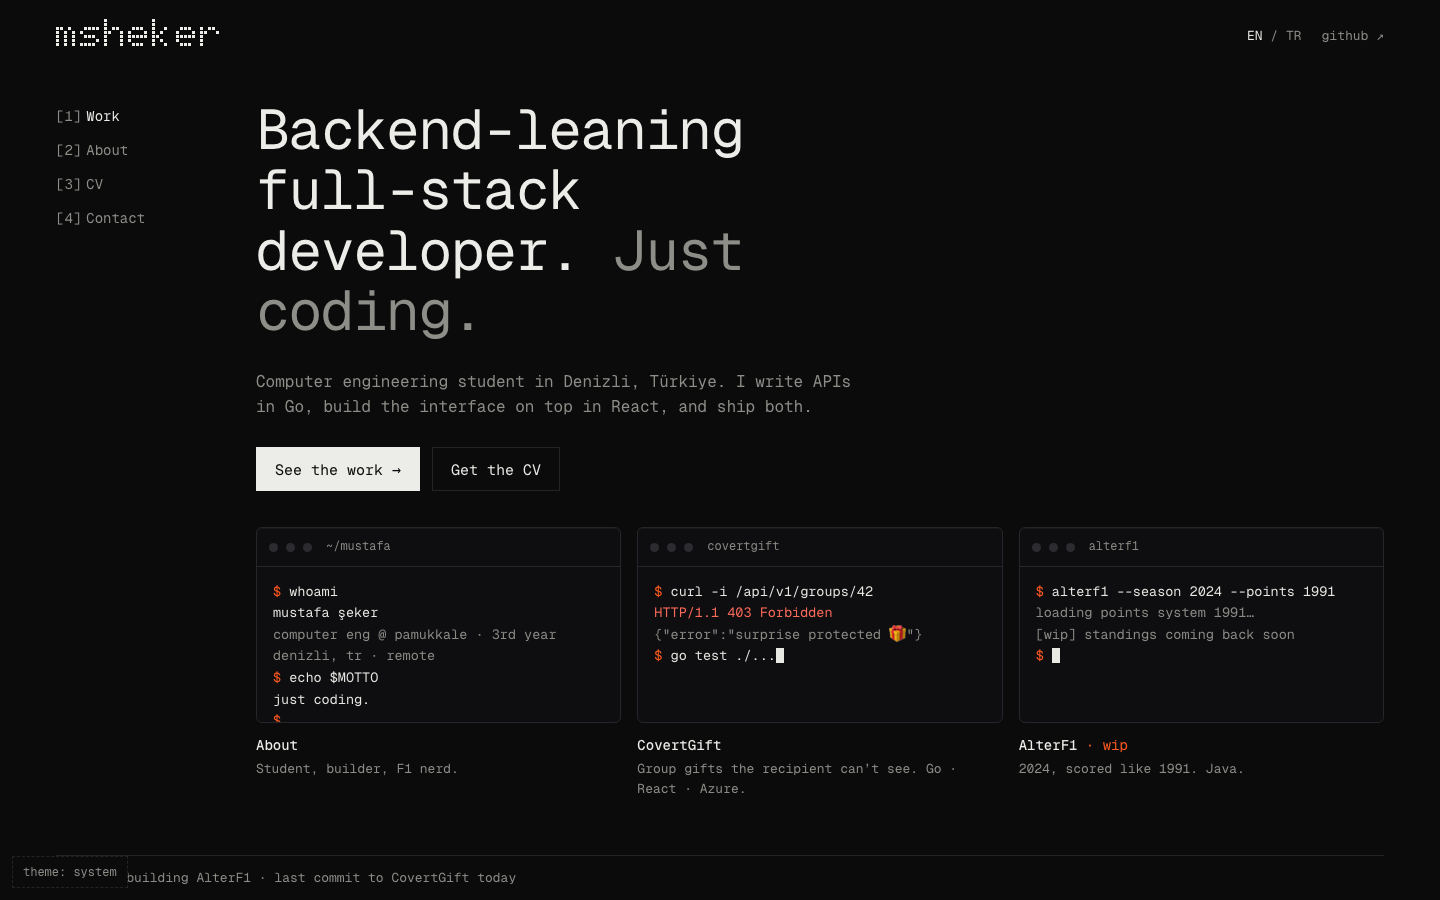 msheker
EN / TR github ↗
[1] Work
[2] About
[3] CV
[4] Contact
Backend-leaning
full-stack
developer. Just
coding.
Computer engineering student in Denizli, Türkiye. I write APIs
in Go, build the interface on top in React, and ship both.
See the work →
Get the CV
~/mustafa
$ whoami
mustafa şeker
computer eng @ pamukkale · 3rd year
denizli, tr · remote
$ echo $MOTTO
just coding.
$
About
Student, builder, F1 nerd.
covertgift
$ curl -i /api/v1/groups/42
HTTP/1.1 403 Forbidden
{"error":"surprise protected 🎁"}
$ go test ./...
CovertGift
Group gifts the recipient can’t see. Go ·
React · Azure.
alterf1
$ alterf1 --season 2024 --points 1991
loading points system 1991…
[wip] standings coming back soon
$
AlterF1 · wip
2024, scored like 1991. Java.
theme: system
building AlterF1 · last commit to CovertGift today